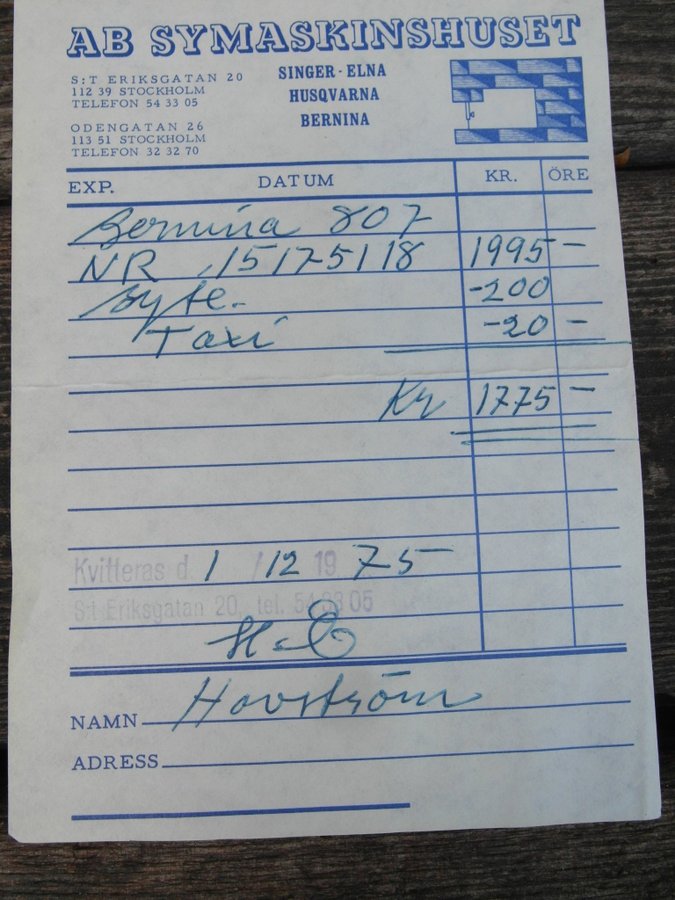 AB SYMASKINSHUSET
S:T ERIKSGATAN 20
112 39 STOCKHOLM
TELEFON 54 33 05
ODENGATAN 26
113 51 STOCKHOLM
TELEFON 32 32 70
SINGER - ELNA
HUSQVARNA
BERNINA
EXP. DATUM KR. ÖRE
Bernina 807
NR 15175118 1995 —
Byte. -200
Taxi -20 —
Kr 1775 —
Kvitteras d. 1 / 12 19 75 —
S:t Eriksgatan 20, tel. 54 33 05
NAMN Hovström
ADRESS